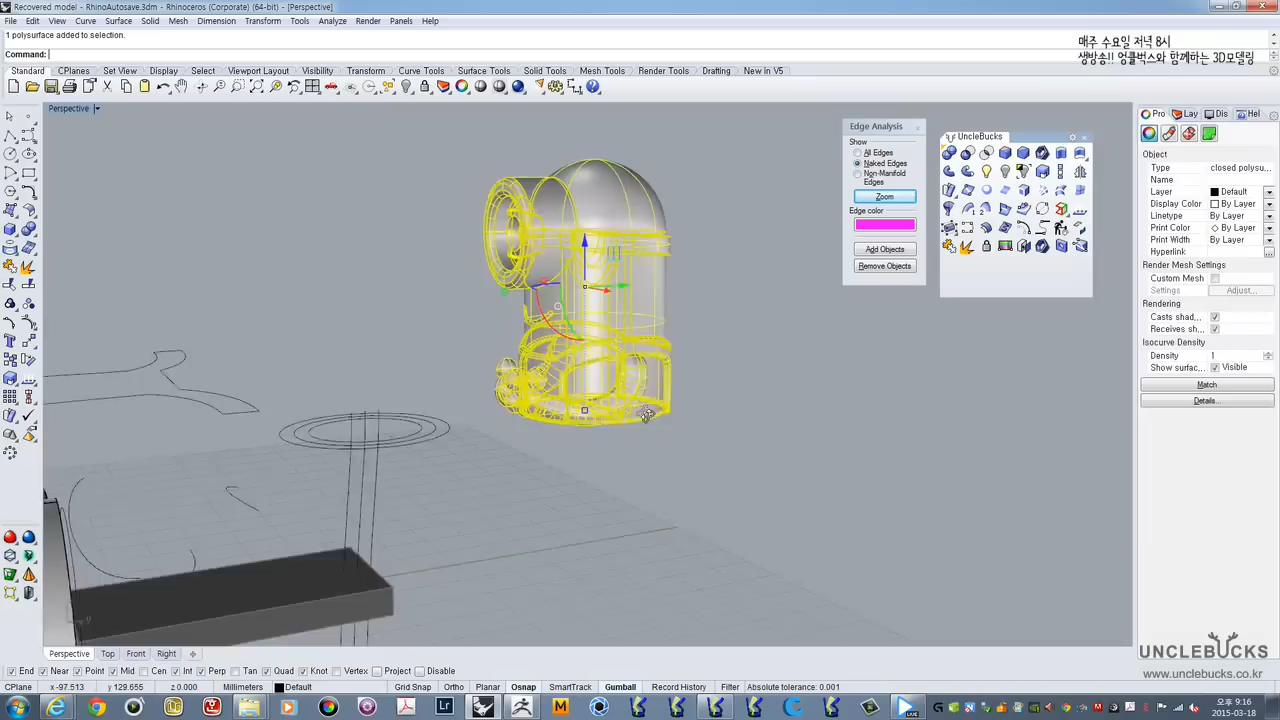 Recovered model - RhinoAutosave.3dm - Rhinoceros (Corporate) (64-bit) - [Perspective]
File Edit View Curve Surface Solid Mesh Dimension Transform Tools Analyze Render Panels Help
1 polysurface added to selection.
매주 수요일 저녁 8시
Command:
생방송!! 엉클벅스와 함께하는 3D모델링
Standard CPlanes Set View Display Select Viewport Layout Visibility Transform Curve Tools Surface Tools Solid Tools Mesh Tools Render Tools Drafting New in V5
Perspective
Pro Lay Dis Hel
Edge Analysis
Show
All Edges
Naked Edges
Non-Manifold
Edges
Zoom
Edge color
Add Objects
Remove Objects
UncleBucks
Object
Type closed polysu...
Name
Layer Default
Display Color By Layer
Linetype By Layer
Print Color By Layer
Print Width By Layer
Hyperlink
Render Mesh Settings
Custom Mesh
Settings Adjust...
Rendering
Casts shad...
Receives sh...
Isocurve Density
Density 1
Show surfac... Visible
Match
Details...
Perspective Top Front Right
End Near Point Mid Cen Int Perp Tan Quad Knot Vertex Project Disable
UNCLEBUCKS
www.unclebucks.co.kr
CPlane x -97.513 y 129.655 z 0.000 Millimeters Default Grid Snap Ortho Planar Osnap SmartTrack Gumball Record History Filter Absolute tolerance: 0.001
LIVE
오후 9:16
2015-03-18